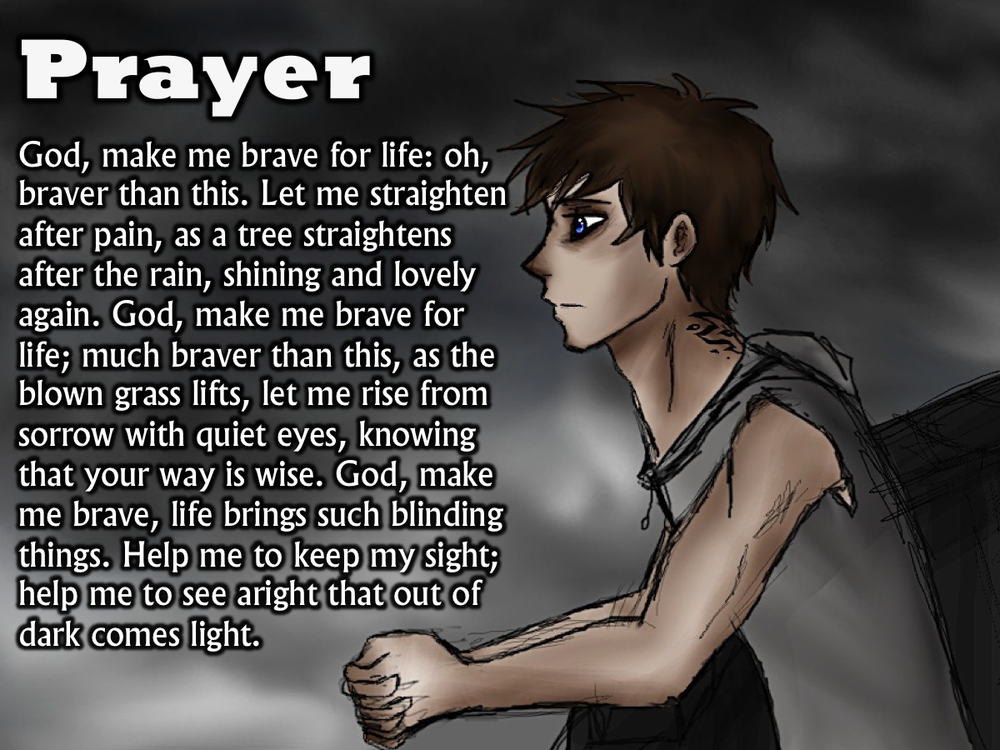 Prayer
God, make me brave for life: oh,
braver than this. Let me straighten
after pain, as a tree straightens
after the rain, shining and lovely
again. God, make me brave for
life; much braver than this, as the
blown grass lifts, let me rise from
sorrow with quiet eyes, knowing
that your way is wise. God, make
me brave, life brings such blinding
things. Help me to keep my sight;
help me to see aright that out of
dark comes light.